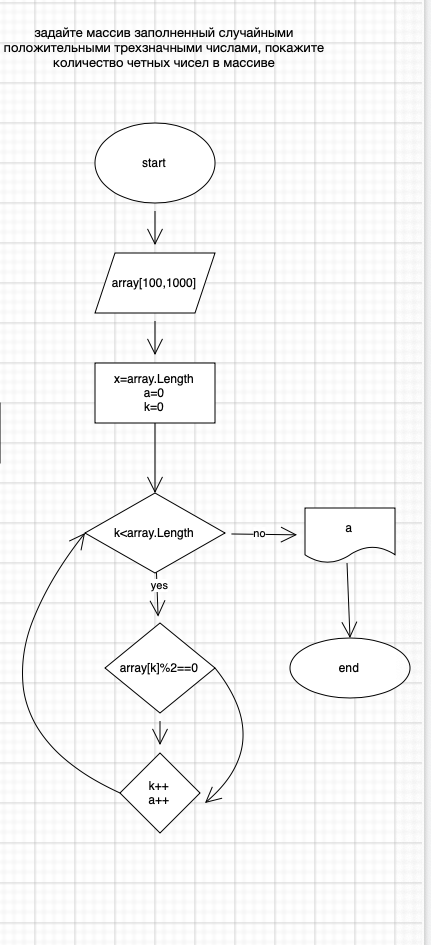 задайте массив заполненный случайными
положительными трехзначными числами, покажите
количество четных чисел в массиве
start
array[100,1000]
x=array.Length
a=0
k=0
k<array.Length
no
a
yes
array[k]%2==0
end
k++
a++